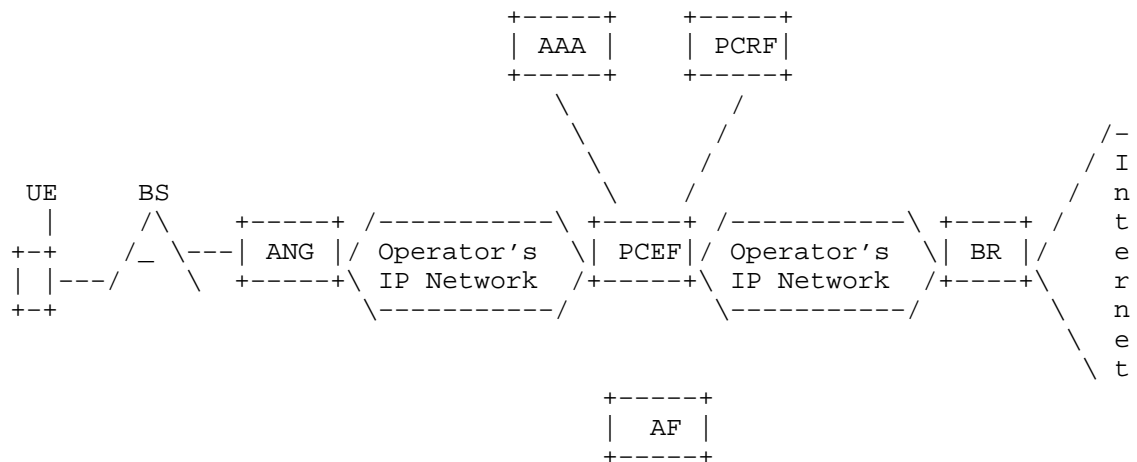 AAA PCRF
UE BS
ANG Operator's PCEF Operator's BR
IP Network IP Network
Internet
AF